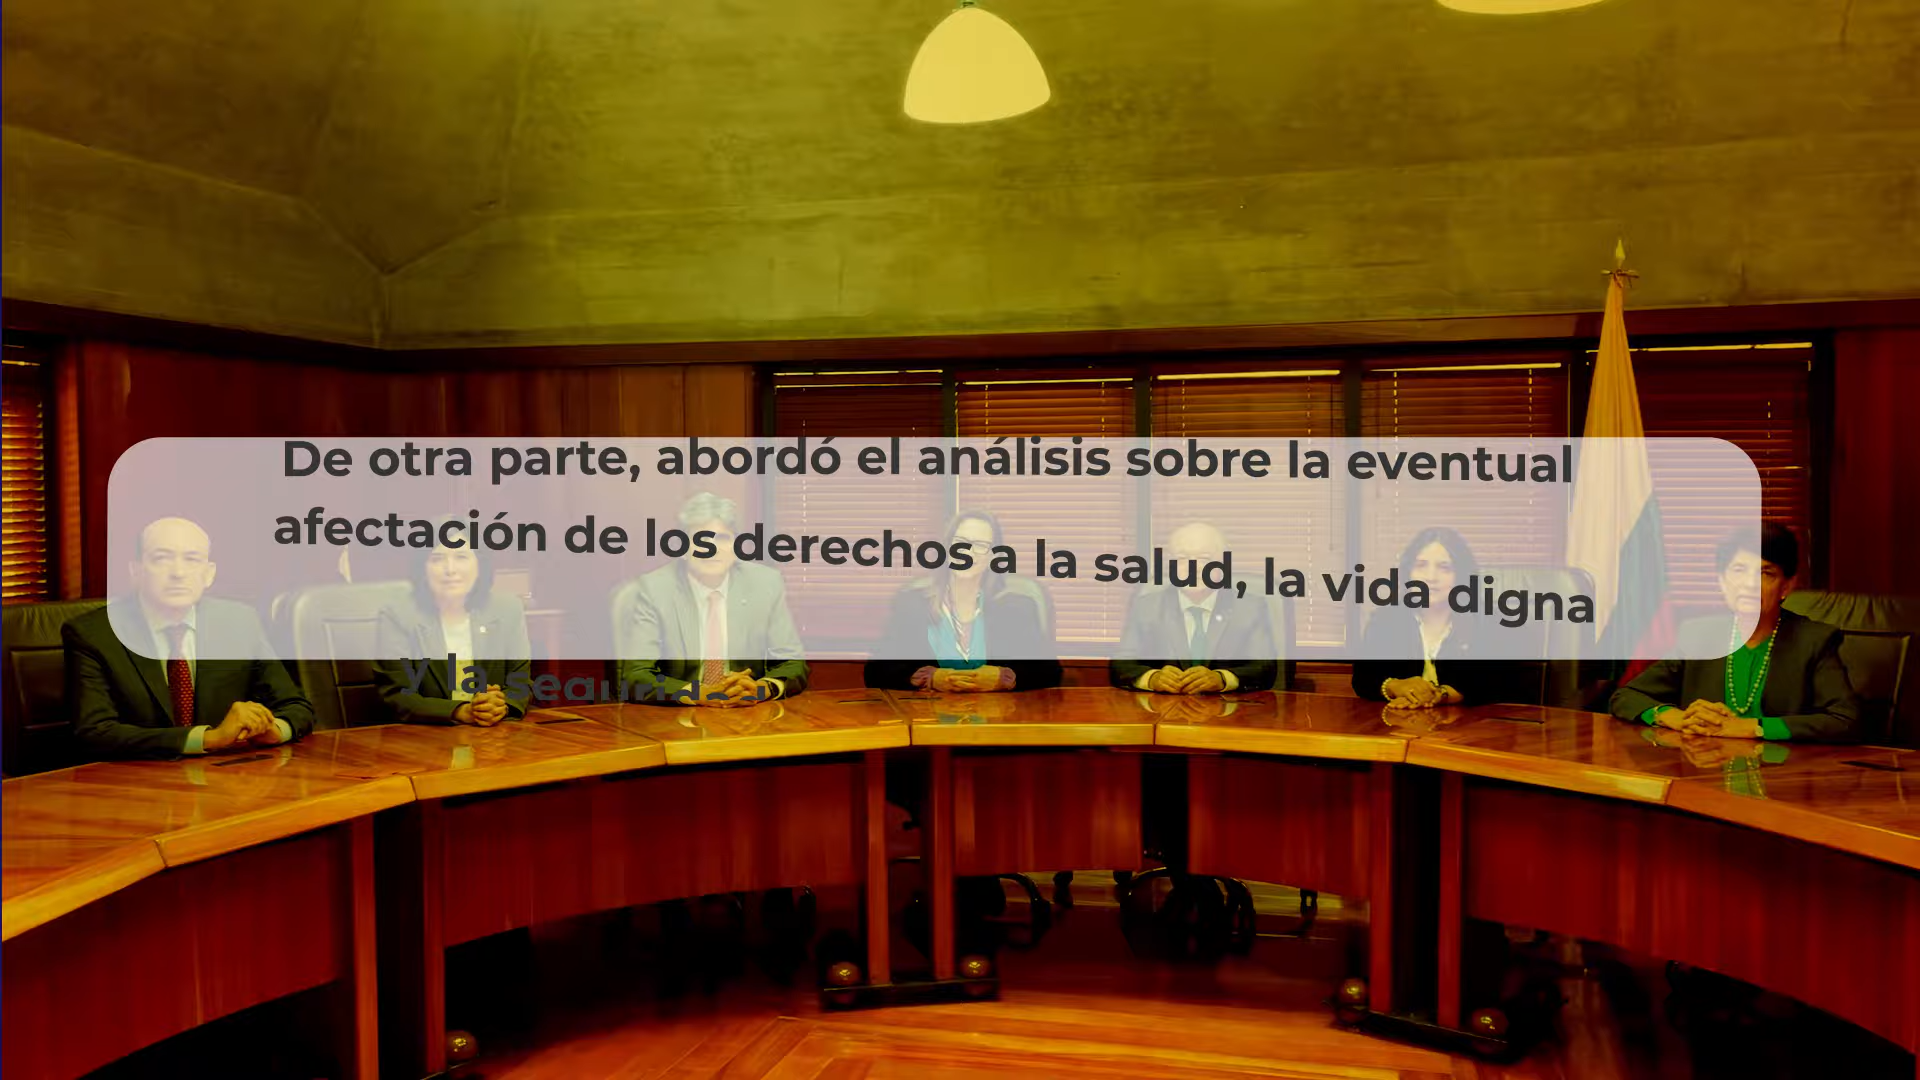 De otra parte, abordó el análisis sobre la eventual
afectación de los derechos a la salud, la vida digna
y la seguridad